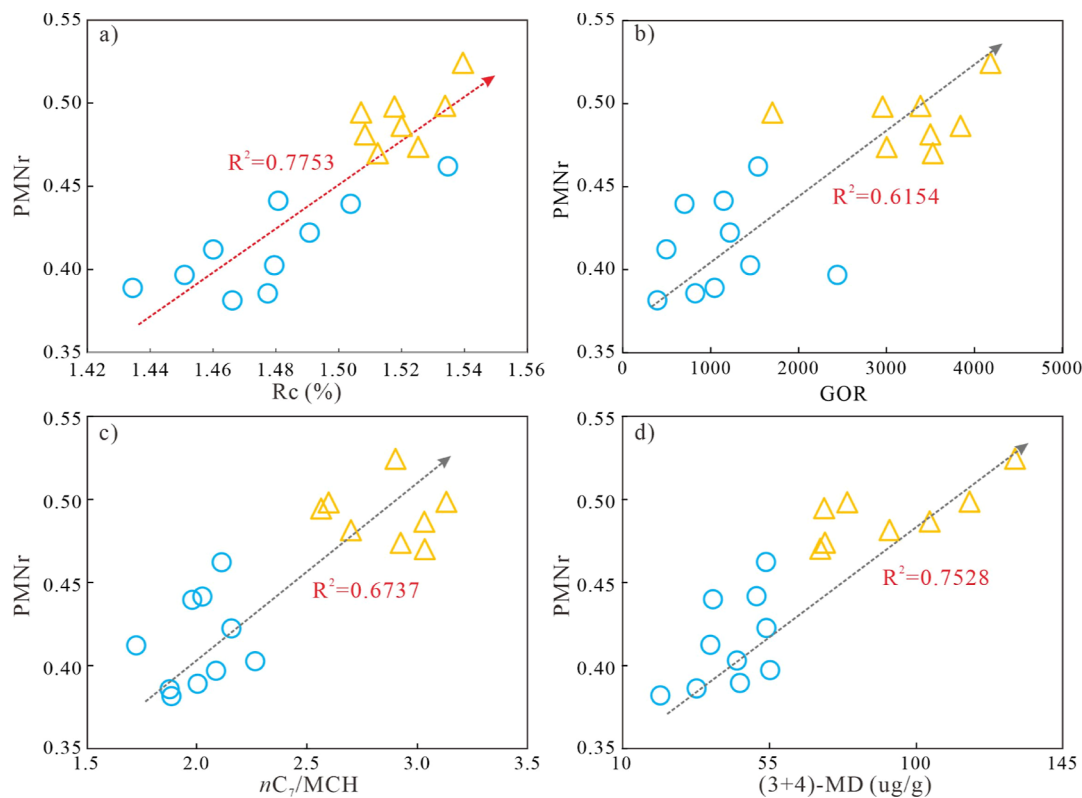 a)
0.55
0.50
0.45
0.40
0.35
PMNr
R²=0.7753
1.42 1.44 1.46 1.48 1.50 1.52 1.54 1.56
Rc (%)
b)
0.55
0.50
0.45
0.40
0.35
PMNr
R²=0.6154
0 1000 2000 3000 4000 5000
GOR
c)
0.55
0.50
0.45
0.40
0.35
PMNr
R²=0.6737
1.5 2.0 2.5 3.0 3.5
nC₇/MCH
d)
0.55
0.50
0.45
0.40
0.35
PMNr
R²=0.7528
10 55 100 145
(3+4)-MD (ug/g)